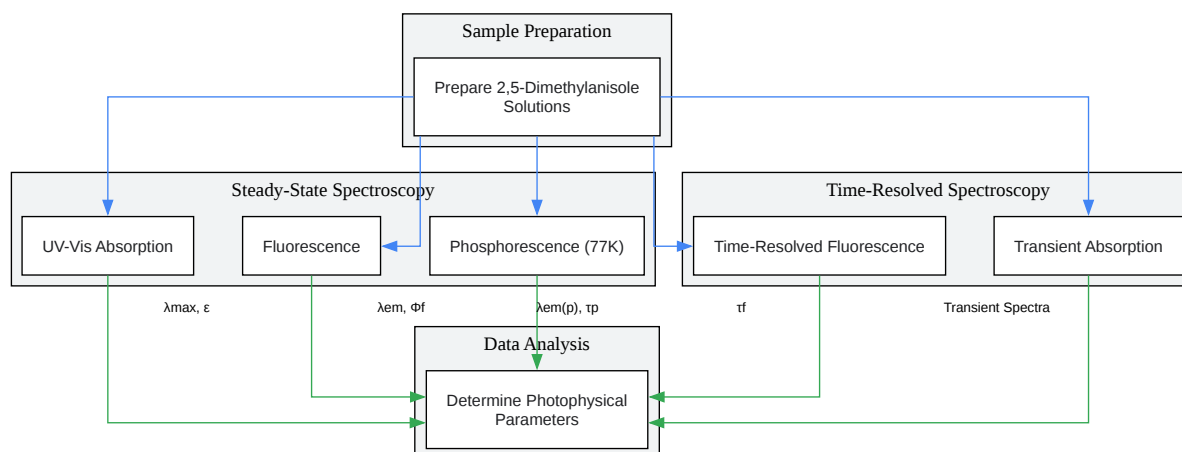 Sample Preparation
Prepare 2,5-Dimethylanisole
Solutions
Steady-State Spectroscopy
Time-Resolved Spectroscopy
UV-Vis Absorption
Fluorescence
Phosphorescence (77K)
Time-Resolved Fluorescence
Transient Absorption
λmax, ε
λem, Φf
λem(p), τp
τf
Transient Spectra
Data Analysis
Determine Photophysical
Parameters